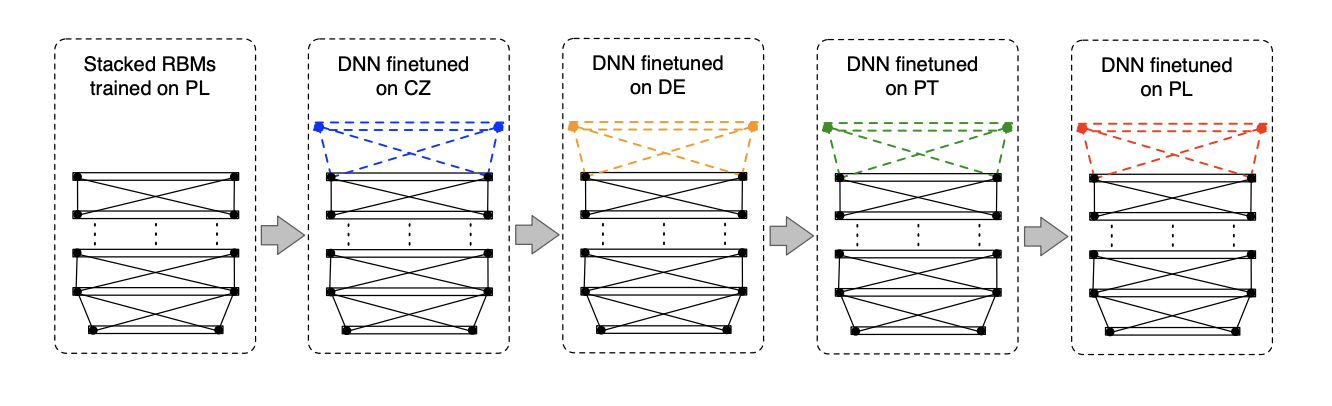 Stacked RBMs
trained on PL
DNN finetuned
on CZ
DNN finetuned
on DE
DNN finetuned
on PT
DNN finetuned
on PL